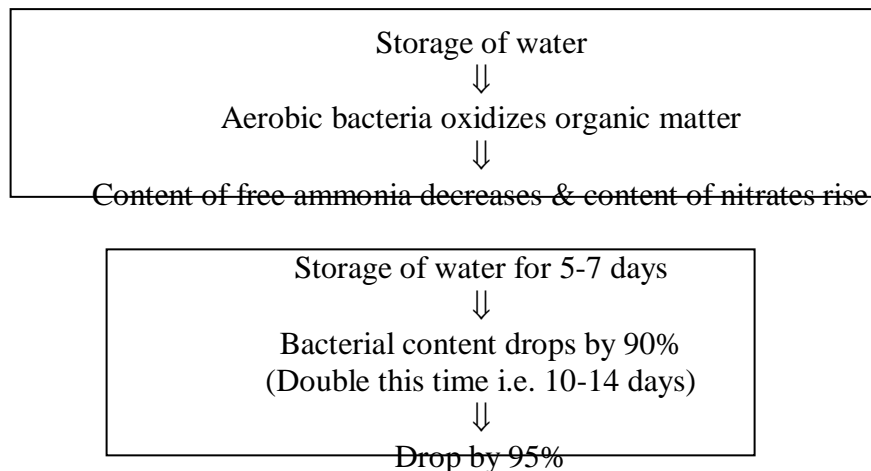 Storage of water
⇓
Aerobic bacteria oxidizes organic matter
⇓
Content of free ammonia decreases & content of nitrates rise
Storage of water for 5-7 days
⇓
Bacterial content drops by 90%
(Double this time i.e. 10-14 days)
⇓
Drop by 95%